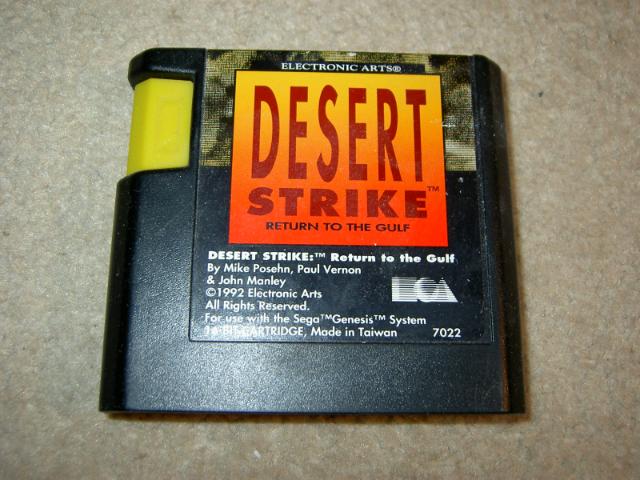 ELECTRONIC ARTS®
DESERT
STRIKE™
RETURN TO THE GULF
DESERT STRIKE:™ Return to the Gulf
By Mike Posehn, Paul Vernon
& John Manley
©1992 Electronic Arts
All Rights Reserved.
For use with the Sega™Genesis™ System
16-BIT CARTRIDGE, Made in Taiwan 7022
EA